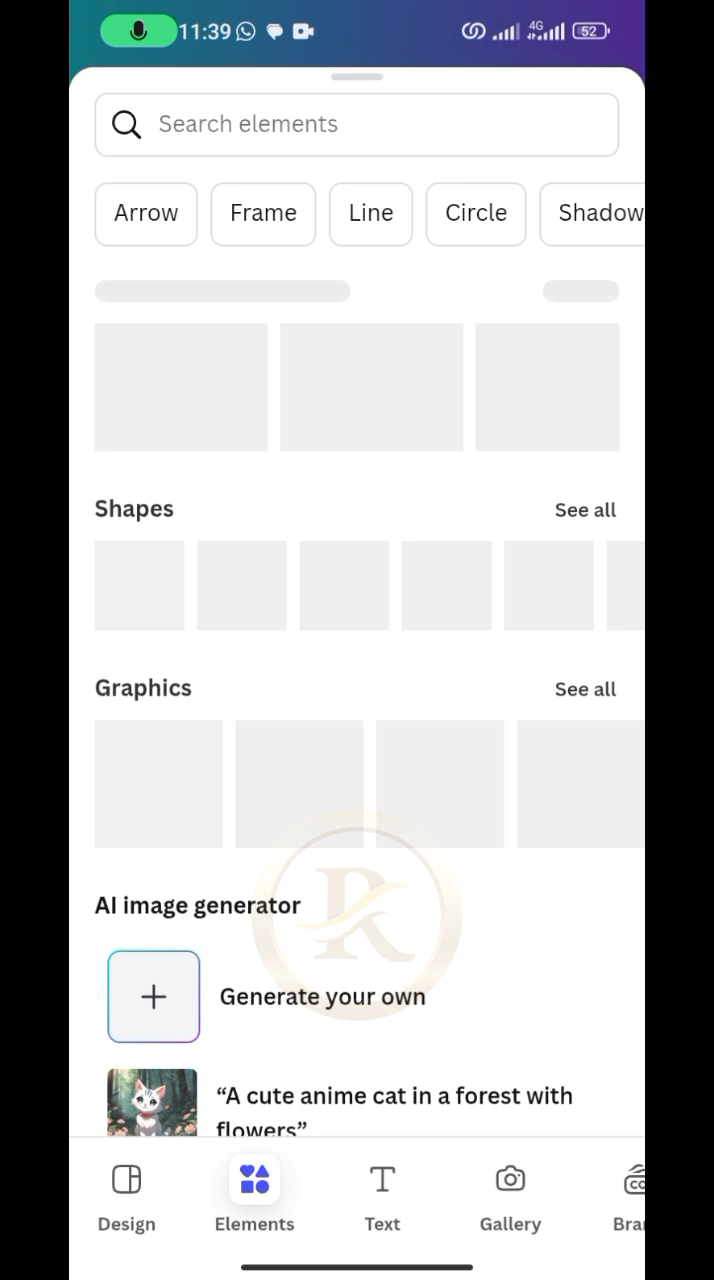 11:39
4G
52
Search elements
Arrow
Frame
Line
Circle
Shadow
Shapes
See all
Graphics
See all
R
AI image generator
Generate your own
“A cute anime cat in a forest with
flowers”
Design
Elements
Text
Gallery
Bra